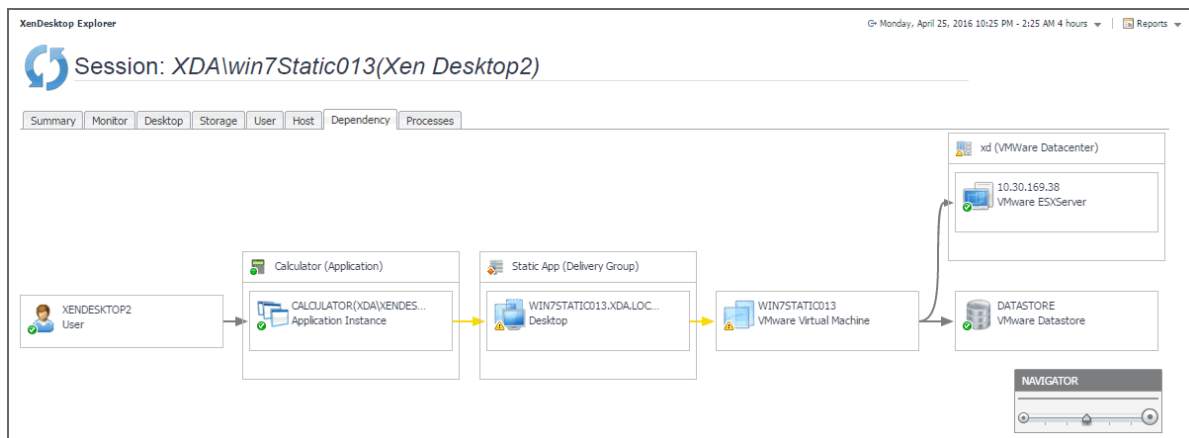 XenDesktop Explorer
Monday, April 25, 2016 10:25 PM - 2:25 AM 4 hours
Reports
Session: XDA\win7Static013(Xen Desktop2)
Summary
Monitor
Desktop
Storage
User
Host
Dependency
Processes
xd (VMWare Datacenter)
10.30.169.38
VMware ESXServer
Calculator (Application)
Static App (Delivery Group)
XENDESKTOP2
User
CALCULATOR(XDA\XENDES...
Application Instance
WIN7STATIC013.XDA.LOC...
Desktop
WIN7STATIC013
VMware Virtual Machine
DATASTORE
VMware Datastore
NAVIGATOR